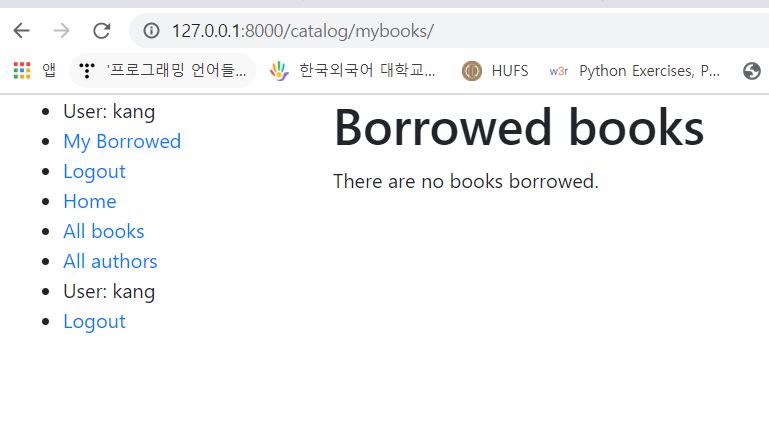 127.0.0.1:8000/catalog/mybooks/
앱 '프로그래밍 언어들... 한국외국어 대학교... HUFS w3r Python Exercises, P...
User: kang
My Borrowed
Logout
Home
All books
All authors
User: kang
Logout
Borrowed books
There are no books borrowed.